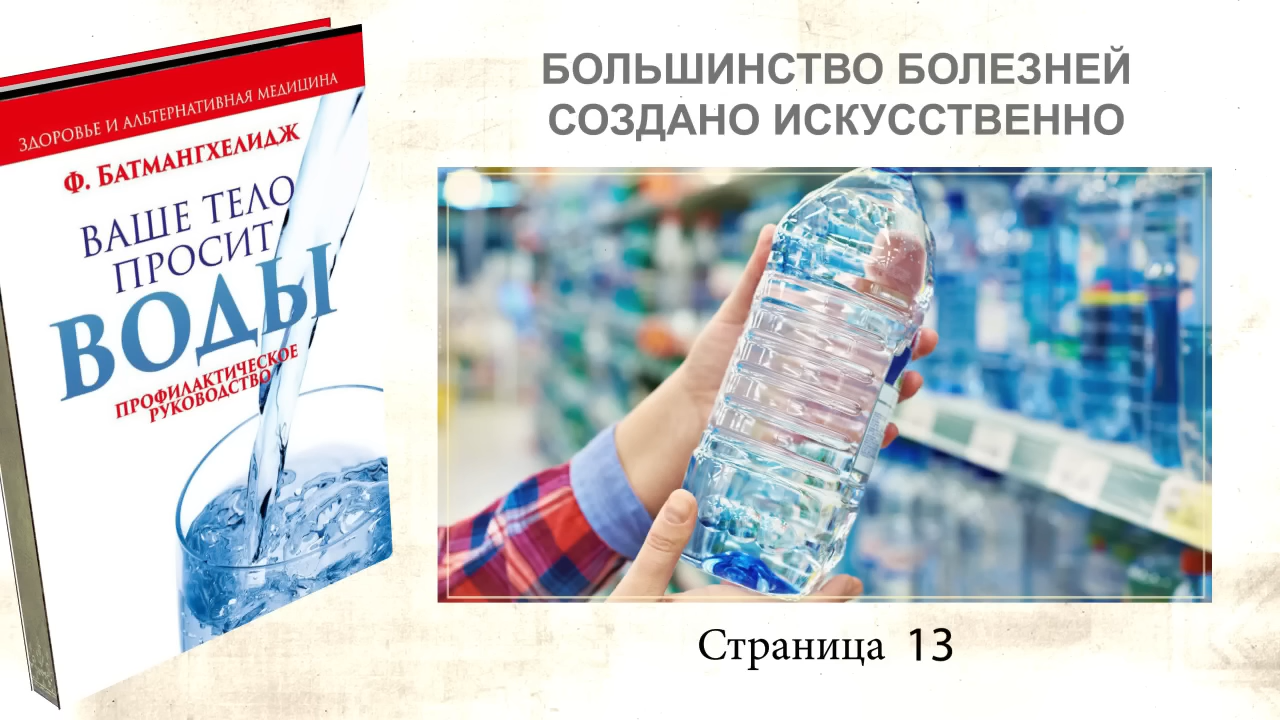 ЗДОРОВЬЕ И АЛЬТЕРНАТИВНАЯ МЕДИЦИНА
Ф. БАТМАНГХЕЛИДЖ
ВАШЕ ТЕЛО
ПРОСИТ
ВОДЫ
ПРОФИЛАКТИЧЕСКОЕ
РУКОВОДСТВО
БОЛЬШИНСТВО БОЛЕЗНЕЙ
СОЗДАНО ИСКУССТВЕННО
Страница 13